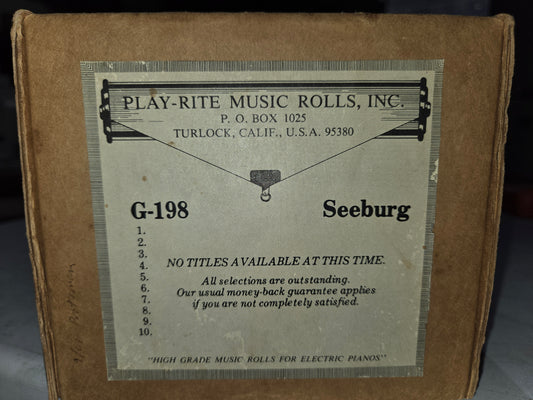 PLAY-RITE MUSIC ROLLS, INC.
P. O. BOX 1025
TURLOCK, CALIF., U.S.A. 95380
G-198 Seeburg
1.
2.
3.
4.
5.
6.
7.
8.
9.
10.
NO TITLES AVAILABLE AT THIS TIME.
All selections are outstanding.
Our usual money-back guarantee applies
if you are not completely satisfied.
"HIGH GRADE MUSIC ROLLS FOR ELECTRIC PIANOS"